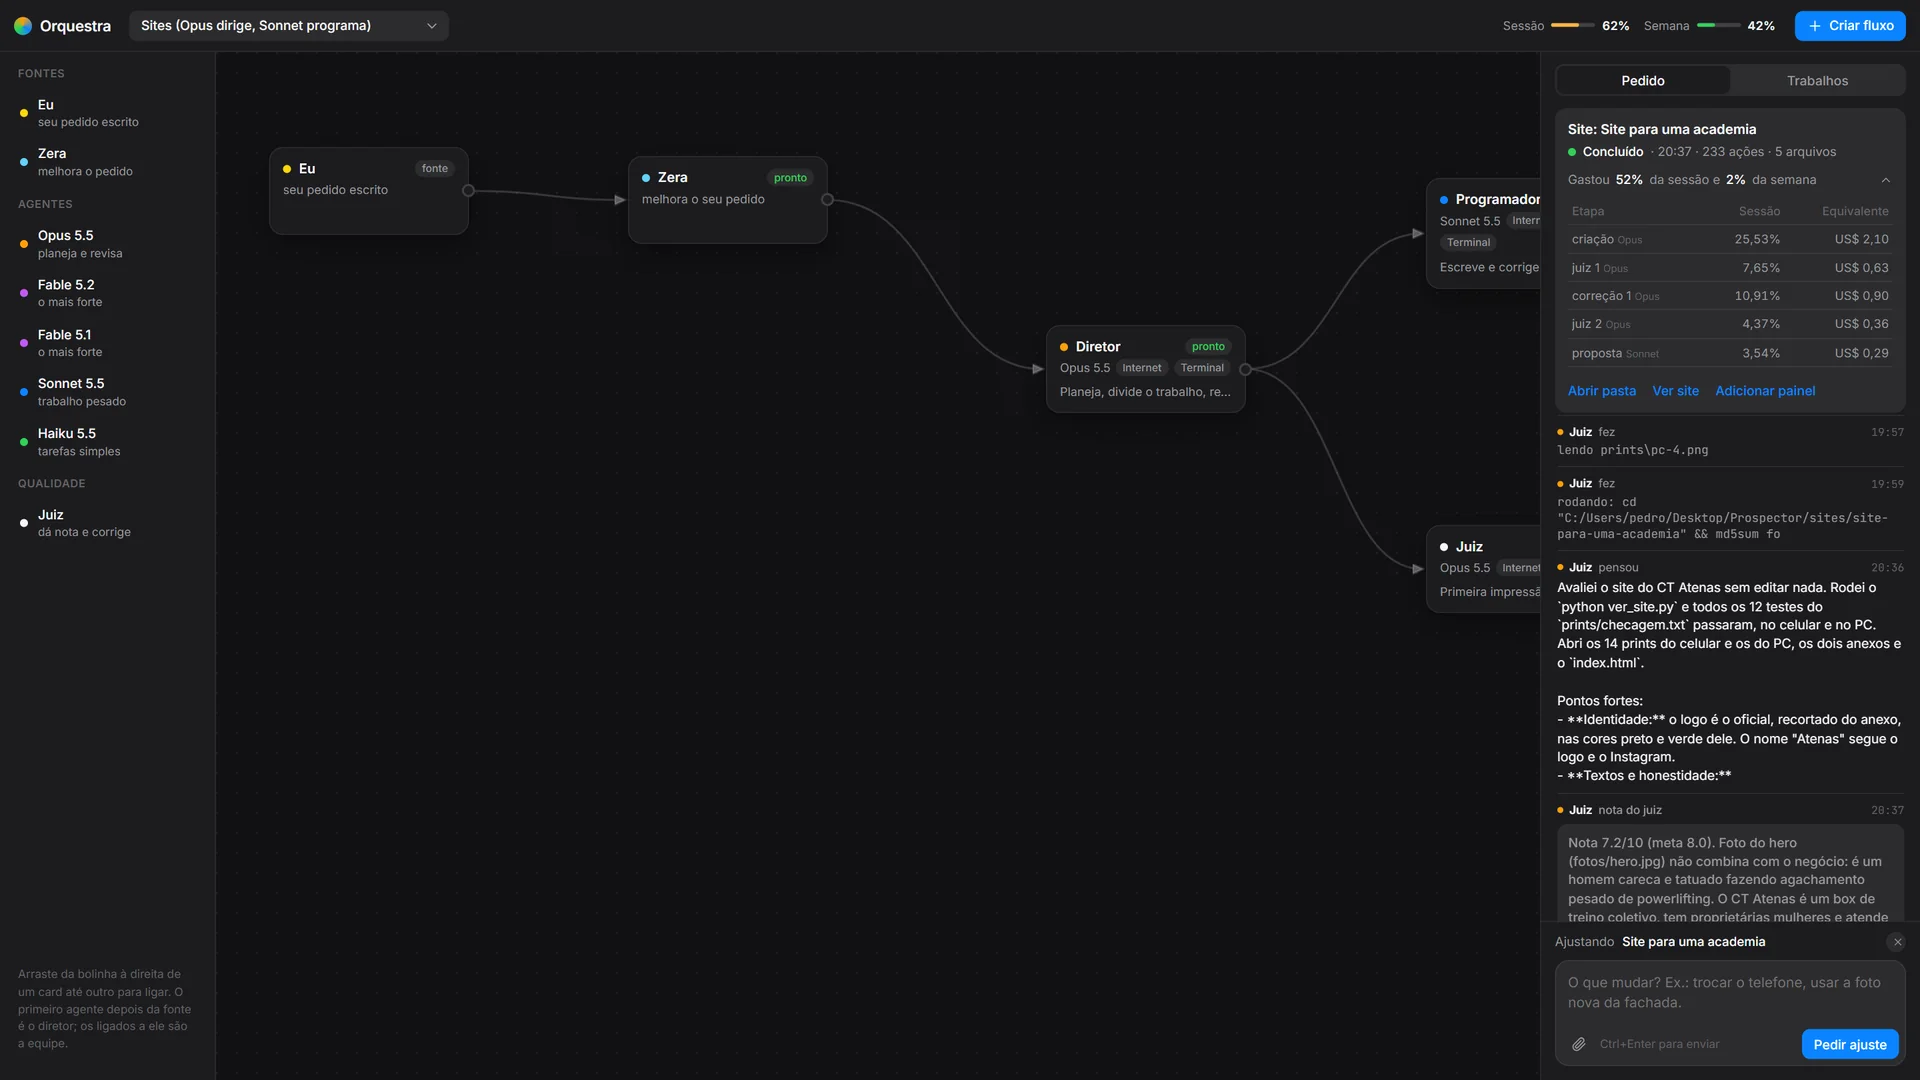 Orquestra
Sites (Opus dirige, Sonnet programa)
Sessão 62% Semana 42%
+ Criar fluxo
FONTES
Eu
seu pedido escrito
Zera
melhora o pedido
AGENTES
Opus 5.5
planeja e revisa
Fable 5.2
o mais forte
Fable 5.1
o mais forte
Sonnet 5.5
trabalho pesado
Haiku 5.5
tarefas simples
QUALIDADE
Juiz
dá nota e corrige
Arraste da bolinha à direita de
um card até outro para ligar. O
primeiro agente depois da fonte
é o diretor; os ligados a ele são
a equipe.
Eu fonte
seu pedido escrito
Zera pronto
melhora o seu pedido
Diretor pronto
Opus 5.5 Internet Terminal
Planeja, divide o trabalho, re...
Programador
Sonnet 5.5 Intern
Terminal
Escreve e corrige
Juiz
Opus 5.5 Internet
Primeira impressã
Pedido Trabalhos
Site: Site para uma academia
Concluído · 20:37 · 233 ações · 5 arquivos
Gastou 52% da sessão e 2% da semana
Etapa Sessão Equivalente
criação Opus 25,53% US$ 2,10
juiz 1 Opus 7,65% US$ 0,63
correção 1 Opus 10,91% US$ 0,90
juiz 2 Opus 4,37% US$ 0,36
proposta Sonnet 3,54% US$ 0,29
Abrir pasta Ver site Adicionar painel
Juiz fez 19:57
lendo prints\pc-4.png
Juiz fez 19:59
rodando: cd
"C:/Users/pedro/Desktop/Prospector/sites/site-
para-uma-academia" && md5sum fo
Juiz pensou 20:36
Avaliei o site do CT Atenas sem editar nada. Rodei o
`python ver_site.py` e todos os 12 testes do
`prints/checagem.txt` passaram, no celular e no PC.
Abri os 14 prints do celular e os do PC, os dois anexos e
o `index.html`.
Pontos fortes:
- **Identidade:** o logo é o oficial, recortado do anexo,
nas cores preto e verde dele. O nome "Atenas" segue o
logo e o Instagram.
- **Textos e honestidade:**
Juiz nota do juiz 20:37
Nota 7.2/10 (meta 8.0). Foto do hero
(fotos/hero.jpg) não combina com o negócio: é um
homem careca e tatuado fazendo agachamento
pesado de powerlifting. O CT Atenas é um box de
treino coletivo, tem proprietárias mulheres e atende
Ajustando Site para uma academia
O que mudar? Ex.: trocar o telefone, usar a foto
nova da fachada.
Ctrl+Enter para enviar
Pedir ajuste